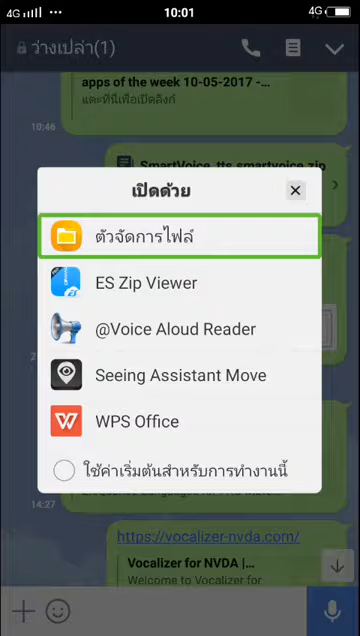 4G
10:01
4G
ว่างเปล่า(1)
apps of the week 10-05-2017 -...
แตะที่นี่เพื่อเปิดลิงก์
10:46
SmartVoice tts smartvoice.zip
เปิดด้วย
ตัวจัดการไฟล์
ES Zip Viewer
@Voice Aloud Reader
Seeing Assistant Move
WPS Office
ใช้ค่าเริ่มต้นสำหรับการทำงานนี้
14:27
https://vocalizer-nvda.com/
Vocalizer for NVDA |...
Welcome to Vocalizer for